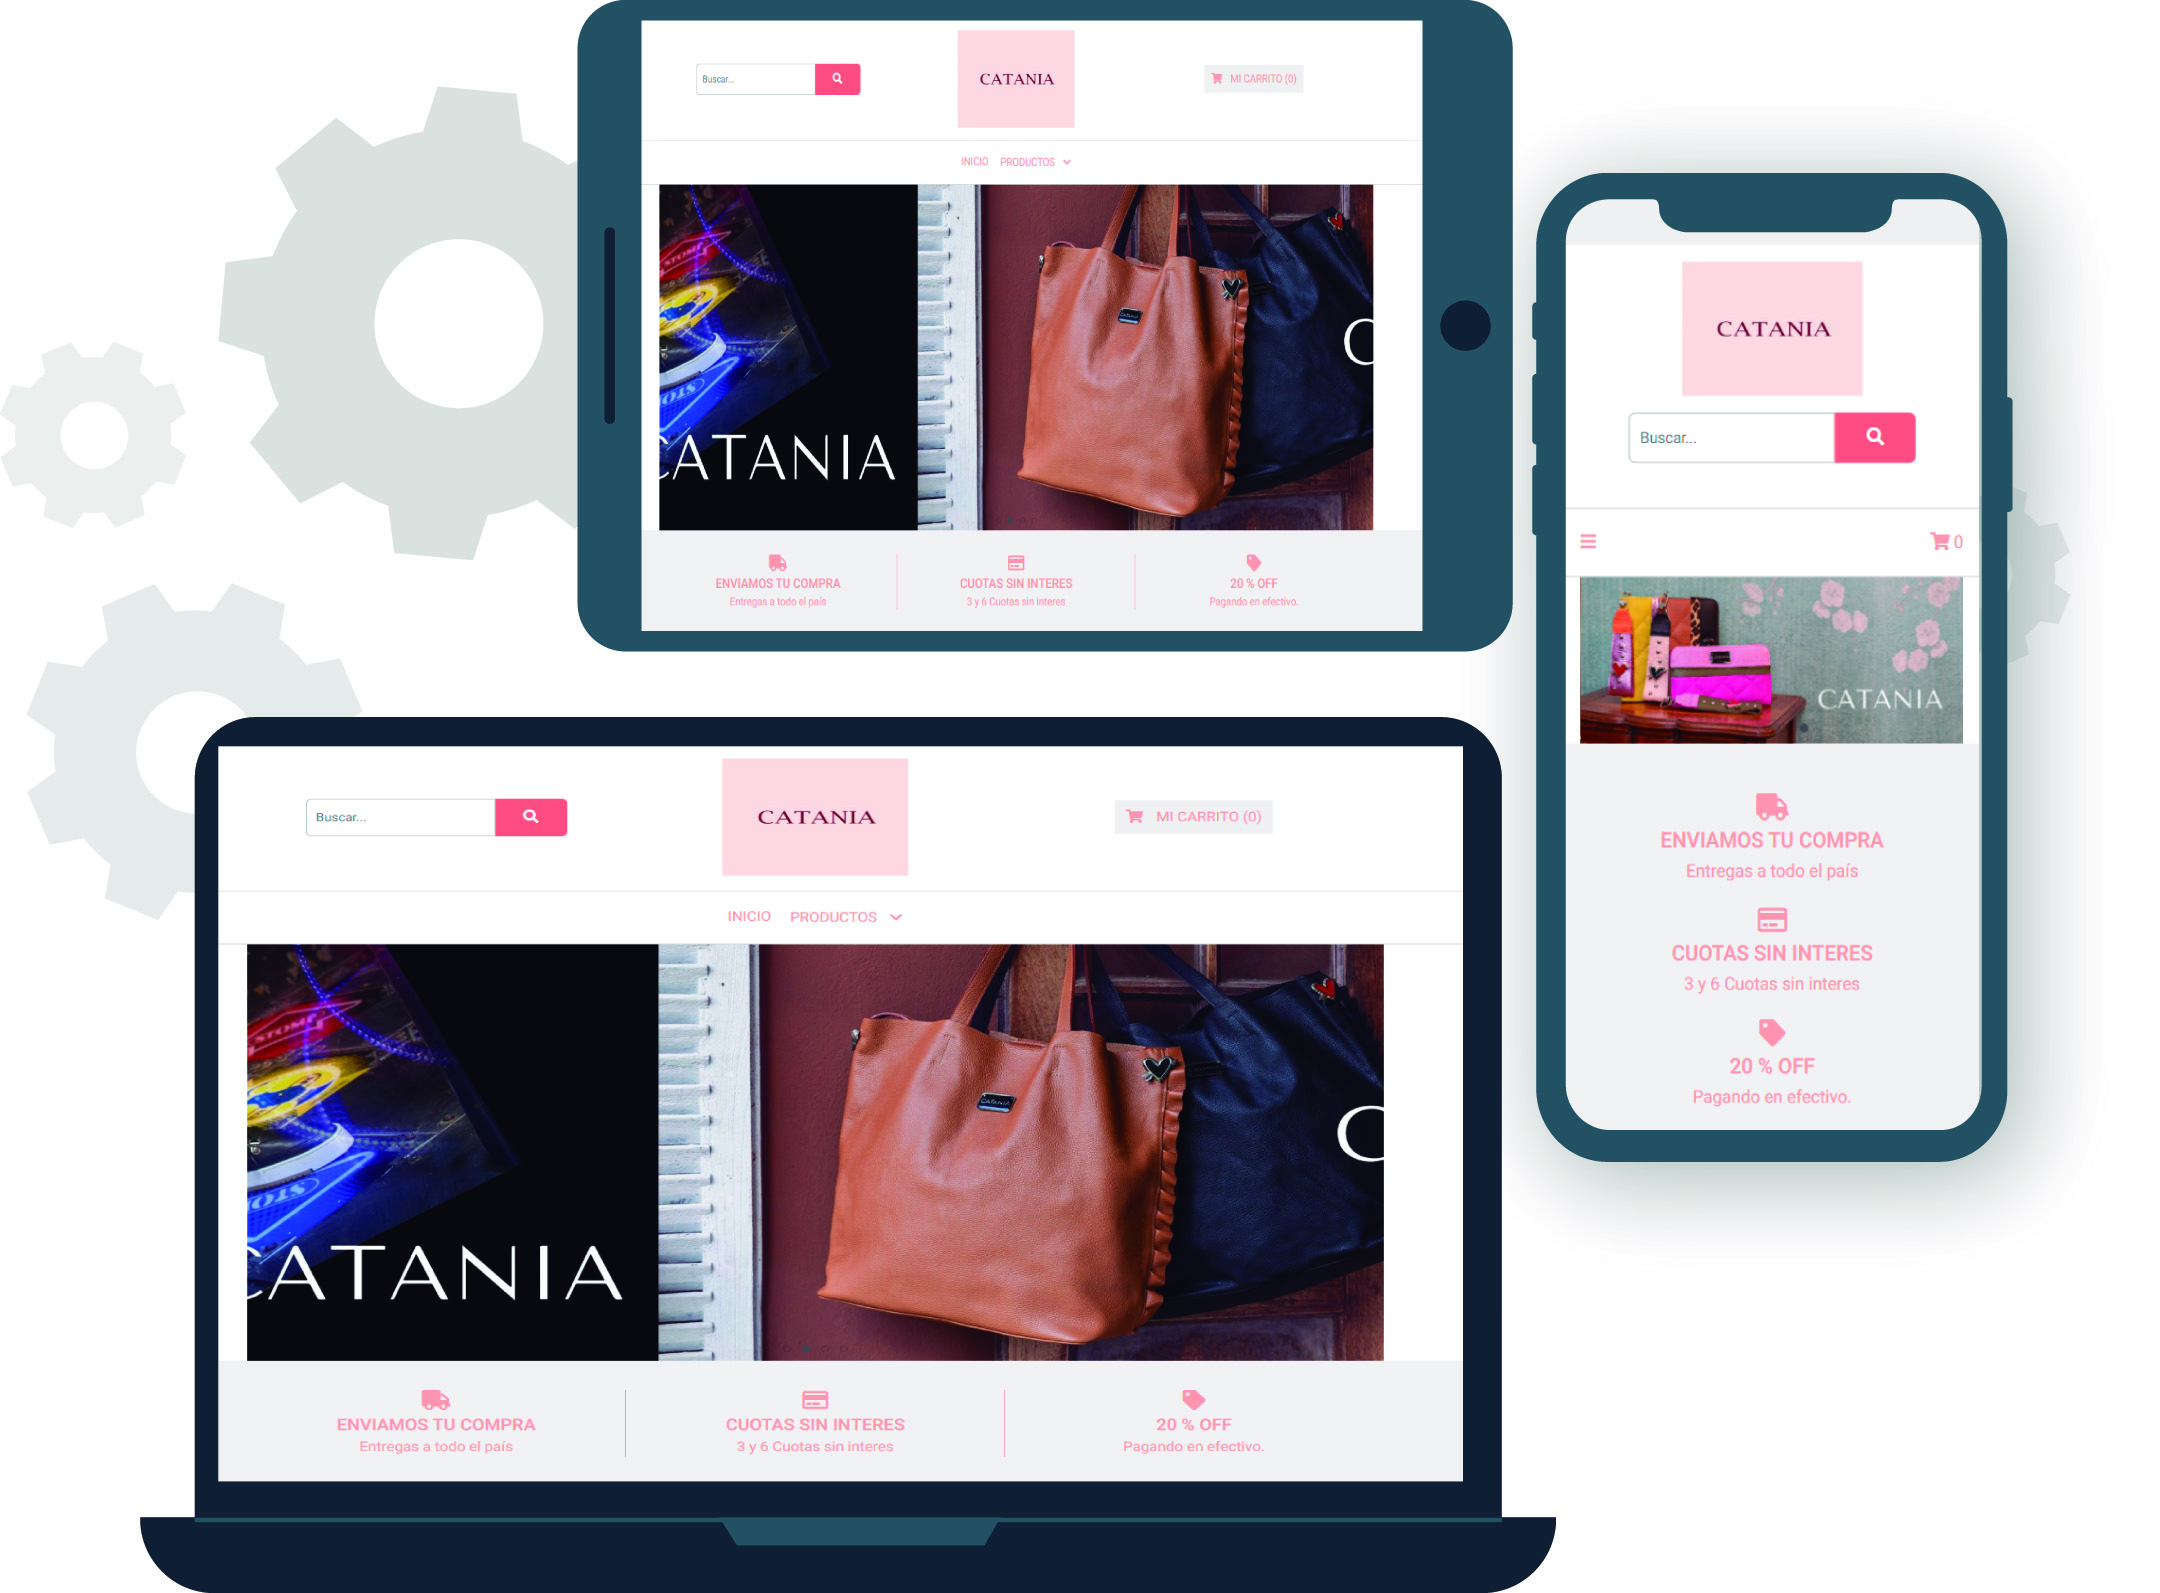 Buscar...
CATANIA
MI CARRITO (0)
INICIO PRODUCTOS
CATANIA
CATANIA
C
ENVIAMOS TU COMPRA
Entregas a todo el país
CUOTAS SIN INTERES
3 y 6 Cuotas sin interes
20 % OFF
Pagando en efectivo.
CATANIA
Buscar...
0
CATANIA
ENVIAMOS TU COMPRA
Entregas a todo el país
CUOTAS SIN INTERES
3 y 6 Cuotas sin interes
20 % OFF
Pagando en efectivo.
Buscar...
CATANIA
MI CARRITO (0)
INICIO PRODUCTOS
STOM
CATANIA
CATANIA
C
ENVIAMOS TU COMPRA
Entregas a todo el país
CUOTAS SIN INTERES
3 y 6 Cuotas sin interes
20 % OFF
Pagando en efectivo.